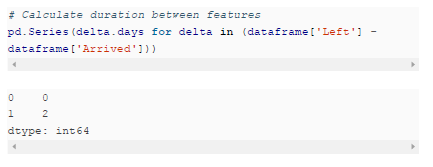 # Calculate duration between features
pd.Series(delta.days for delta in (dataframe['Left'] -
dataframe['Arrived']))
0    0
1    2
dtype: int64